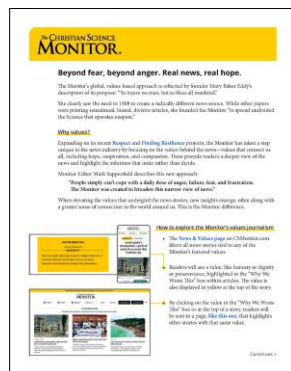 The CHRISTIAN SCIENCE
MONITOR®
Beyond fear, beyond anger. Real news, real hope.
The Monitor's global, values-based approach is reflected by founder Mary Baker Eddy's
description of its purpose: "To injure no man, but to bless all mankind."
She clearly saw the need in 1908 to create a radically different news source. While other papers
were printing sensational, biased, divisive articles, she founded the Monitor "to spread undivided
the Science that operates unspent."
Why values?
Expanding on its recent Respect and Finding Resilience projects, the Monitor has taken a step
unique in the news industry by focusing on the values behind the news—values that connect us
all, including hope, cooperation, and compassion. These provide readers a deeper view of the
news and highlight the solutions that unite rather than divide.
Monitor Editor Mark Sappenfield describes this new approach:
"People simply can't cope with a daily dose of anger, failure, fear, and frustration.
The Monitor was created to broaden this narrow view of news."
When elevating the values that undergird the news stories, new insights emerge, often along with
a greater sense of connection to the world around us. This is the Monitor difference.
How to explore the Monitor's values journalism
• The News & Values page on CSMonitor.com
filters all news stories tied to any of the
Monitor's featured values.
• Readers will see a value, like honesty or dignity
or perseverance, highlighted in the "Why We
Wrote This" box within articles. The value is
also displayed at the top of the story.
• By clicking on the value in the "Why We Wrote
This" box or at the top of a story, readers will
be sent to a page, like this one, that highlights
other stories with that same value.
Continues >